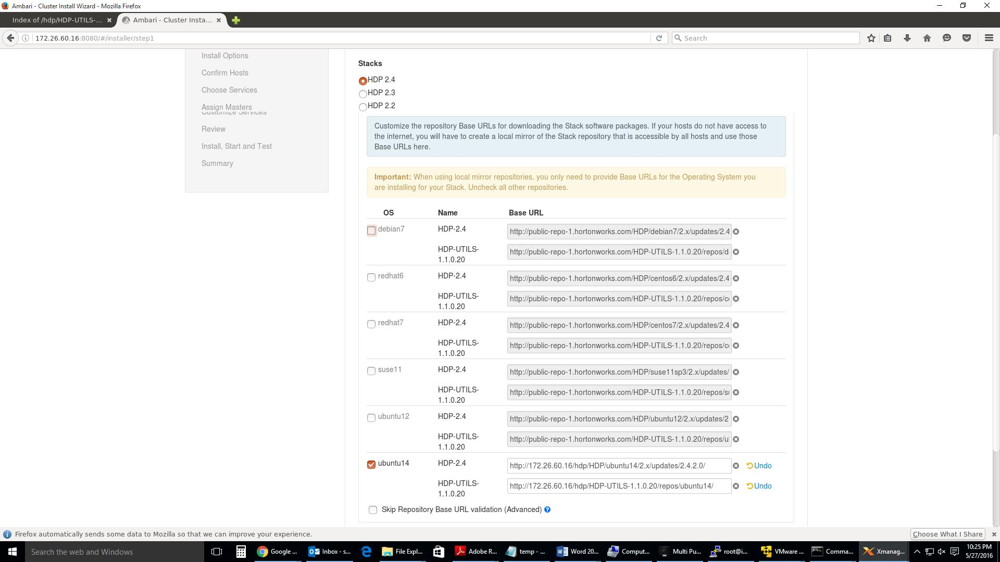 Ambari - Cluster Install Wizard - Mozilla Firefox
Index of /hdp/HDP-UTILS-...
Ambari - Cluster Insta...
172.26.60.16:8080/#/installer/step1
Search
Install Options
Confirm Hosts
Choose Services
Assign Masters
Customize Services
Review
Install, Start and Test
Summary
Stacks
HDP 2.4
HDP 2.3
HDP 2.2
Customize the repository Base URLs for downloading the Stack software packages. If your hosts do not have access to
the internet, you will have to create a local mirror of the Stack repository that is accessible by all hosts and use those
Base URLs here.
Important: When using local mirror repositories, you only need to provide Base URLs for the Operating System you
are installing for your Stack. Uncheck all other repositories.
OS Name Base URL
debian7 HDP-2.4 http://public-repo-1.hortonworks.com/HDP/debian7/2.x/updates/2.4
HDP-UTILS-
1.1.0.20 http://public-repo-1.hortonworks.com/HDP-UTILS-1.1.0.20/repos/d
redhat6 HDP-2.4 http://public-repo-1.hortonworks.com/HDP/centos6/2.x/updates/2.4
HDP-UTILS-
1.1.0.20 http://public-repo-1.hortonworks.com/HDP-UTILS-1.1.0.20/repos/c
redhat7 HDP-2.4 http://public-repo-1.hortonworks.com/HDP/centos7/2.x/updates/2.4
HDP-UTILS-
1.1.0.20 http://public-repo-1.hortonworks.com/HDP-UTILS-1.1.0.20/repos/c
suse11 HDP-2.4 http://public-repo-1.hortonworks.com/HDP/suse11sp3/2.x/updates/
HDP-UTILS-
1.1.0.20 http://public-repo-1.hortonworks.com/HDP-UTILS-1.1.0.20/repos/s
ubuntu12 HDP-2.4 http://public-repo-1.hortonworks.com/HDP/ubuntu12/2.x/updates/2
HDP-UTILS-
1.1.0.20 http://public-repo-1.hortonworks.com/HDP-UTILS-1.1.0.20/repos/u
ubuntu14 HDP-2.4 http://172.26.60.16/hdp/HDP/ubuntu14/2.x/updates/2.4.2.0/ Undo
HDP-UTILS-
1.1.0.20 http://172.26.60.16/hdp/HDP-UTILS-1.1.0.20/repos/ubuntu14/ Undo
Skip Repository Base URL validation (Advanced) ?
Firefox automatically sends some data to Mozilla so that we can improve your experience.
Choose What I Share
Search the web and Windows
Google ...
Inbox - s...
File Expl...
Adobe R...
temp - ...
Word 20...
Comput...
Multi Pu...
root@i...
VMware ...
Comma...
Xmanag...
10:25 PM
5/27/2016